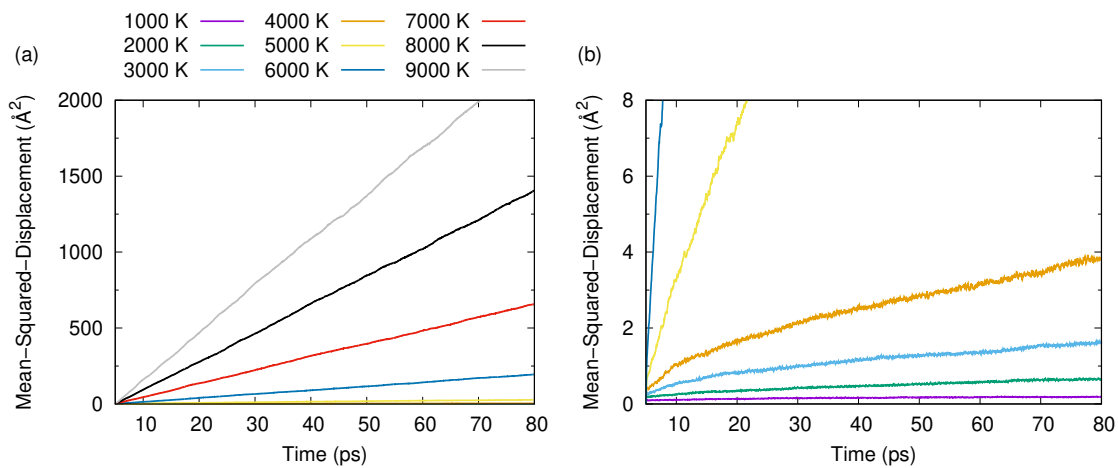 1000 K 4000 K 7000 K
2000 K 5000 K 8000 K
3000 K 6000 K 9000 K
(a)
Mean−Squared−Displacement (Å²)
2000
1500
1000
500
0
10 20 30 40 50 60 70 80
Time (ps)
(b)
Mean−Squared−Displacement (Å²)
8
6
4
2
0
10 20 30 40 50 60 70 80
Time (ps)